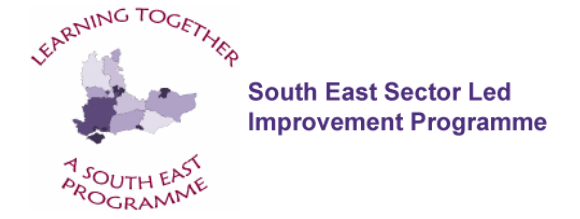 LEARNING TOGETHER
A SOUTH EAST
PROGRAMME
South East Sector Led
Improvement Programme